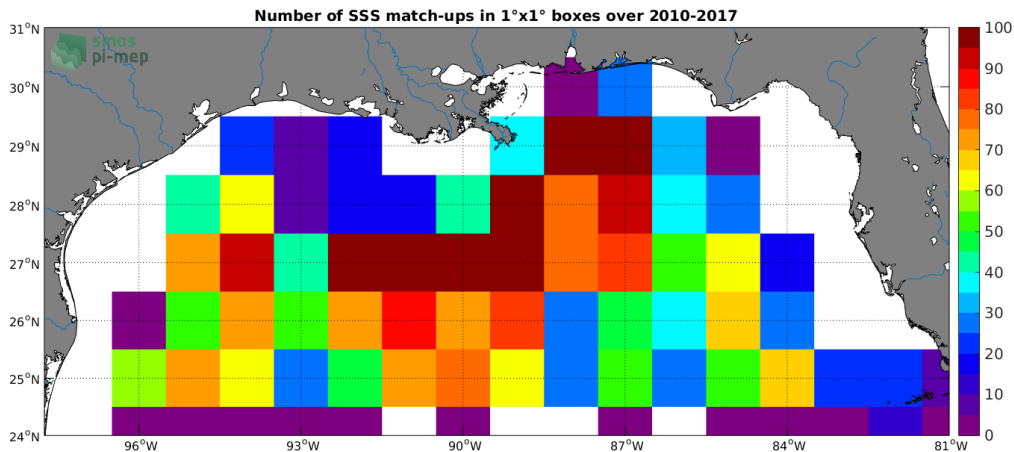 Number of SSS match-ups in 1°x1° boxes over 2010-2017
smos
pi-mep
31°N
30°N
29°N
28°N
27°N
26°N
25°N
24°N
96°W 93°W 90°W 87°W 84°W 81°W
100
90
80
70
60
50
40
30
20
10
0